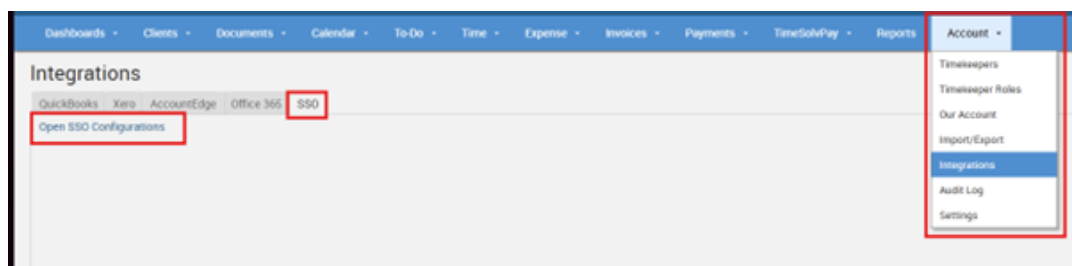 Dashboards Clients Documents Calendar To-Do Time Expense Invoices Payments TimeSolvPay Reports Account
Integrations
QuickBooks Xero AccountEdge Office 365 SSO
Open SSO Configurations
Timekeepers
Timekeeper Roles
Our Account
Import/Export
Integrations
Audit Log
Settings